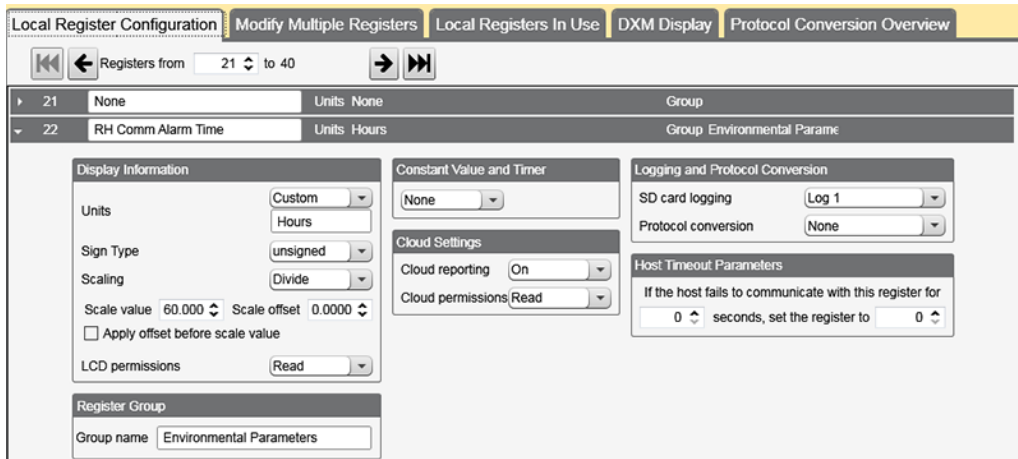 Local Register Configuration Modify Multiple Registers Local Registers In Use DXM Display Protocol Conversion Overview
Registers from 21 to 40
21 None Units None Group
22 RH Comm Alarm Time Units Hours Group Environmental Parame
Display Information
Units Custom
Hours
Sign Type unsigned
Scaling Divide
Scale value 60.000 Scale offset 0.0000
Apply offset before scale value
LCD permissions Read
Register Group
Group name Environmental Parameters
Constant Value and Timer
None
Cloud Settings
Cloud reporting On
Cloud permissions Read
Logging and Protocol Conversion
SD card logging Log 1
Protocol conversion None
Host Timeout Parameters
If the host fails to communicate with this register for
0 seconds, set the register to 0